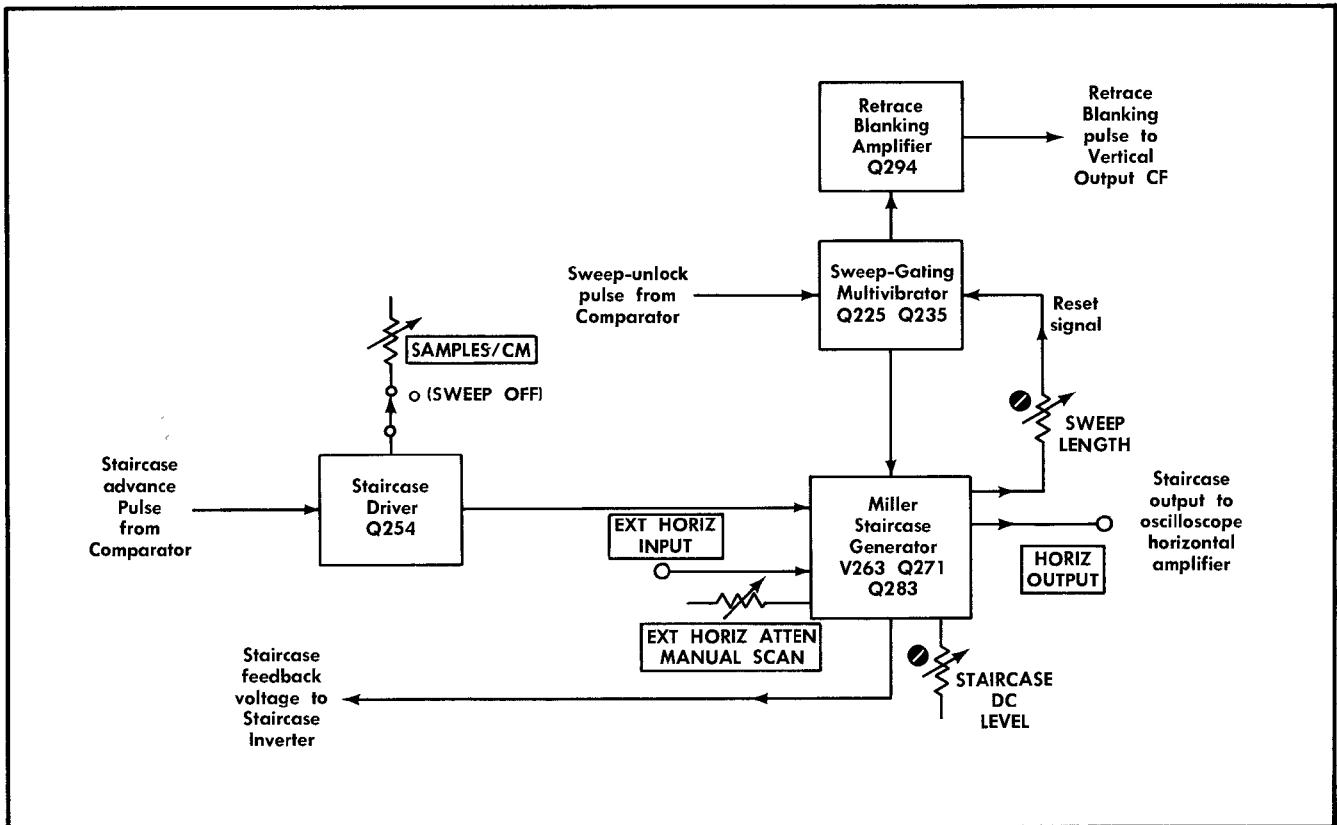 Retrace
Blanking
Amplifier
Q294
Retrace
Blanking
pulse to
Vertical
Output CF
Sweep-unlock
pulse from
Comparator
Sweep-Gating
Multivibrator
Q225 Q235
Reset
signal
SAMPLES/CM
(SWEEP OFF)
SWEEP
LENGTH
Staircase
advance
Pulse
from
Comparator
Staircase
Driver
Q254
EXT HORIZ
INPUT
Miller
Staircase
Generator
V263 Q271
Q283
Staircase
output to
oscilloscope
horizontal
amplifier
HORIZ
OUTPUT
EXT HORIZ ATTEN
MANUAL SCAN
Staircase
feedback
voltage to
Staircase
Inverter
STAIRCASE
DC
LEVEL